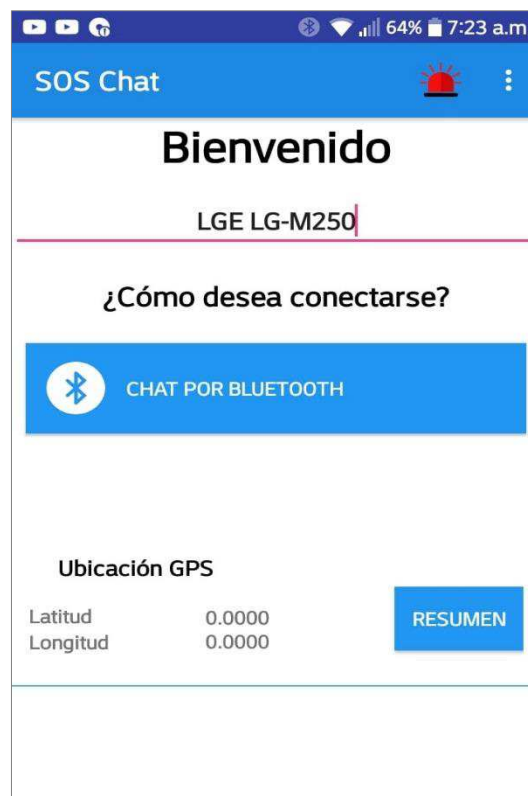 64% 7:23 a.m
SOS Chat
Bienvenido
LGE LG-M250
¿Cómo desea conectarse?
CHAT POR BLUETOOTH
Ubicación GPS
Latitud 0.0000
Longitud 0.0000
RESUMEN